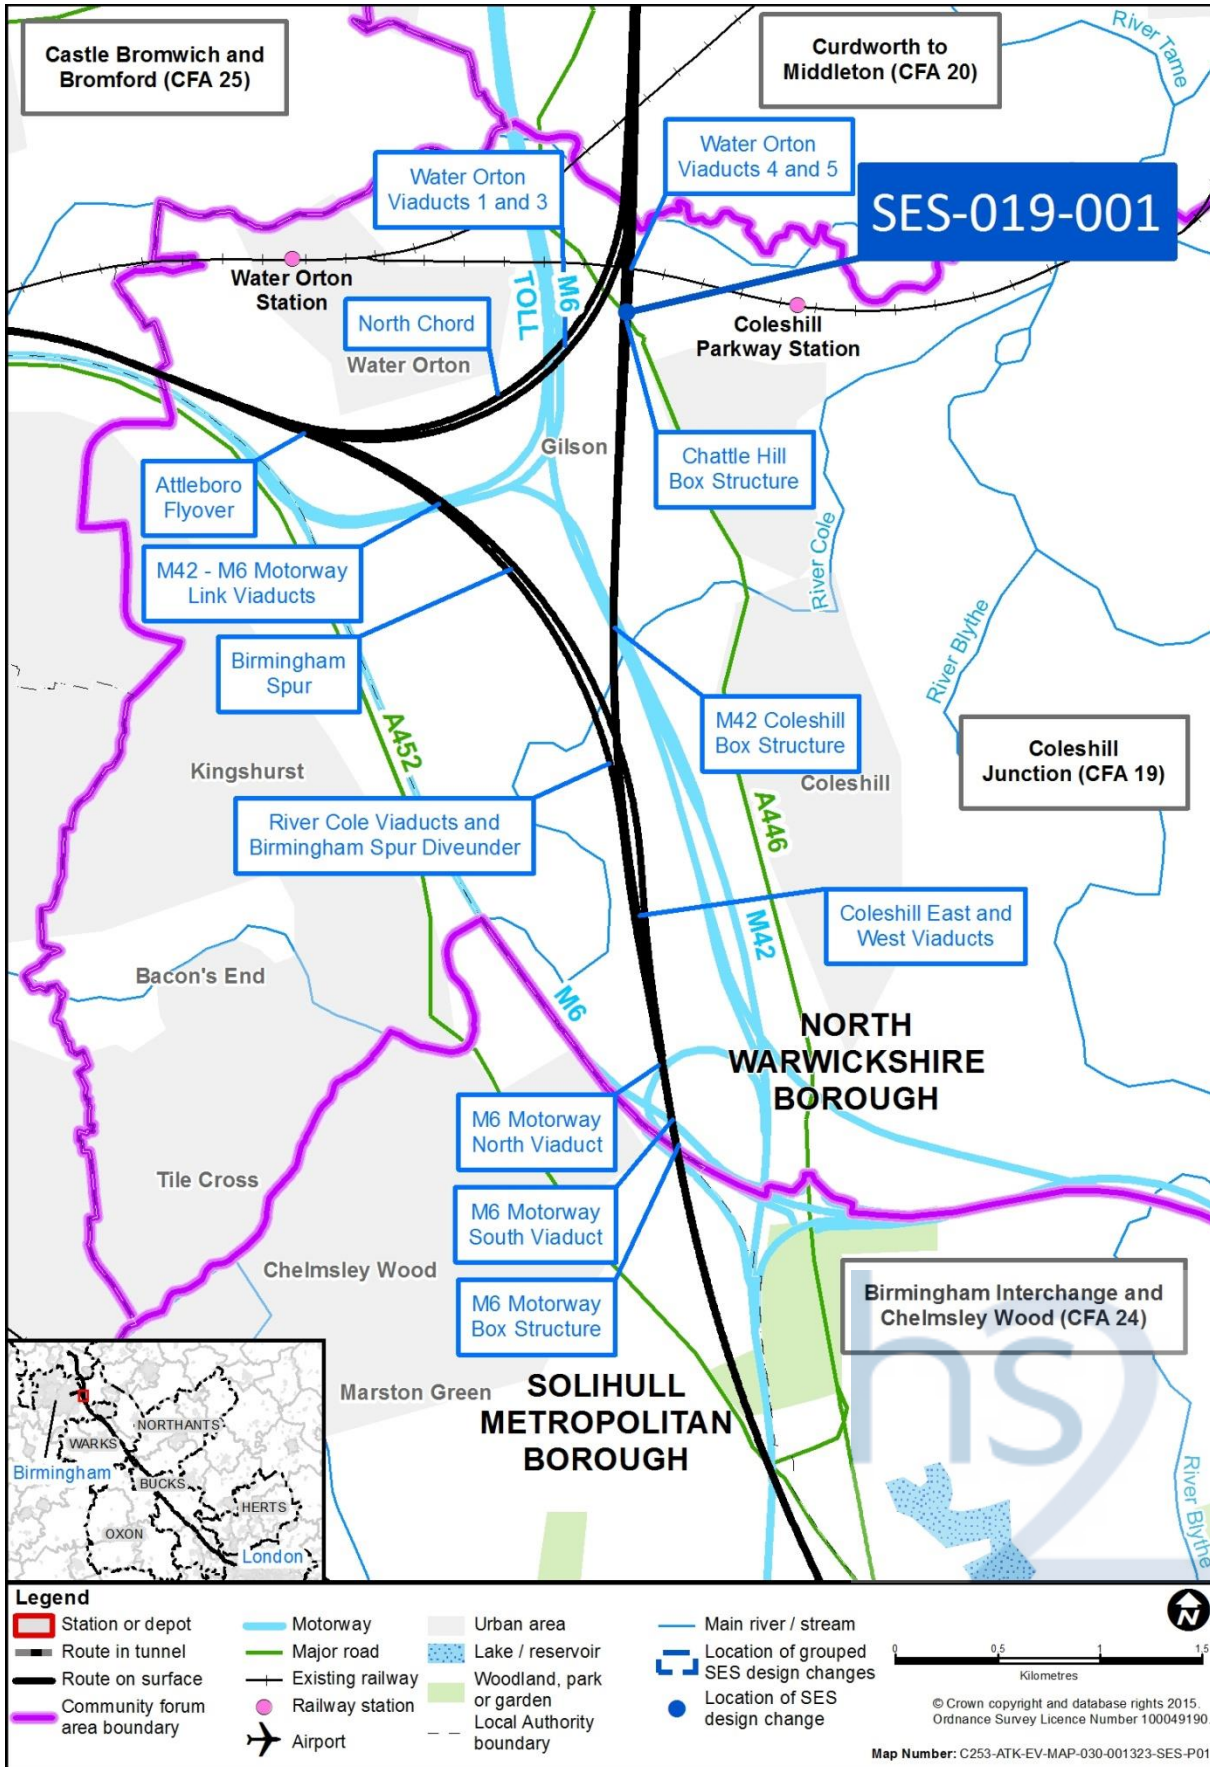 Castle Bromwich and
Bromford (CFA 25)
Curdworth to
Middleton (CFA 20)
River Tame
Water Orton
Viaducts 1 and 3
Water Orton
Viaducts 4 and 5
SES-019-001
Water Orton
Station
M6
TOLL
North Chord
Water Orton
Coleshill
Parkway Station
Gilson
Attleboro
Flyover
Chattle Hill
Box Structure
River Cole
M42 - M6 Motorway
Link Viaducts
River Blythe
Birmingham
Spur
A452
M42 Coleshill
Box Structure
Coleshill
Junction (CFA 19)
Kingshurst
Coleshill
A446
River Cole Viaducts and
Birmingham Spur Diveunder
Coleshill East and
West Viaducts
M42
Bacon's End
M6
NORTH
WARWICKSHIRE
BOROUGH
M6 Motorway
North Viaduct
Tile Cross
M6 Motorway
South Viaduct
Chelmsley Wood
Birmingham Interchange and
Chelmsley Wood (CFA 24)
M6 Motorway
Box Structure
hs2
Marston Green
SOLIHULL
METROPOLITAN
BOROUGH
River Blythe
NORTHANTS
WARKS
Birmingham
BUCKS
HERTS
OXON
London
Legend
Station or depot
Route in tunnel
Route on surface
Community forum
area boundary
Motorway
Major road
Existing railway
Railway station
Airport
Urban area
Lake / reservoir
Woodland, park
or garden
Local Authority
boundary
Main river / stream
Location of grouped
SES design changes
Location of SES
design change
N
0 0.5 1 1.5
Kilometres
© Crown copyright and database rights 2015.
Ordnance Survey Licence Number 100049190.
Map Number: C253-ATK-EV-MAP-030-001323-SES-P01